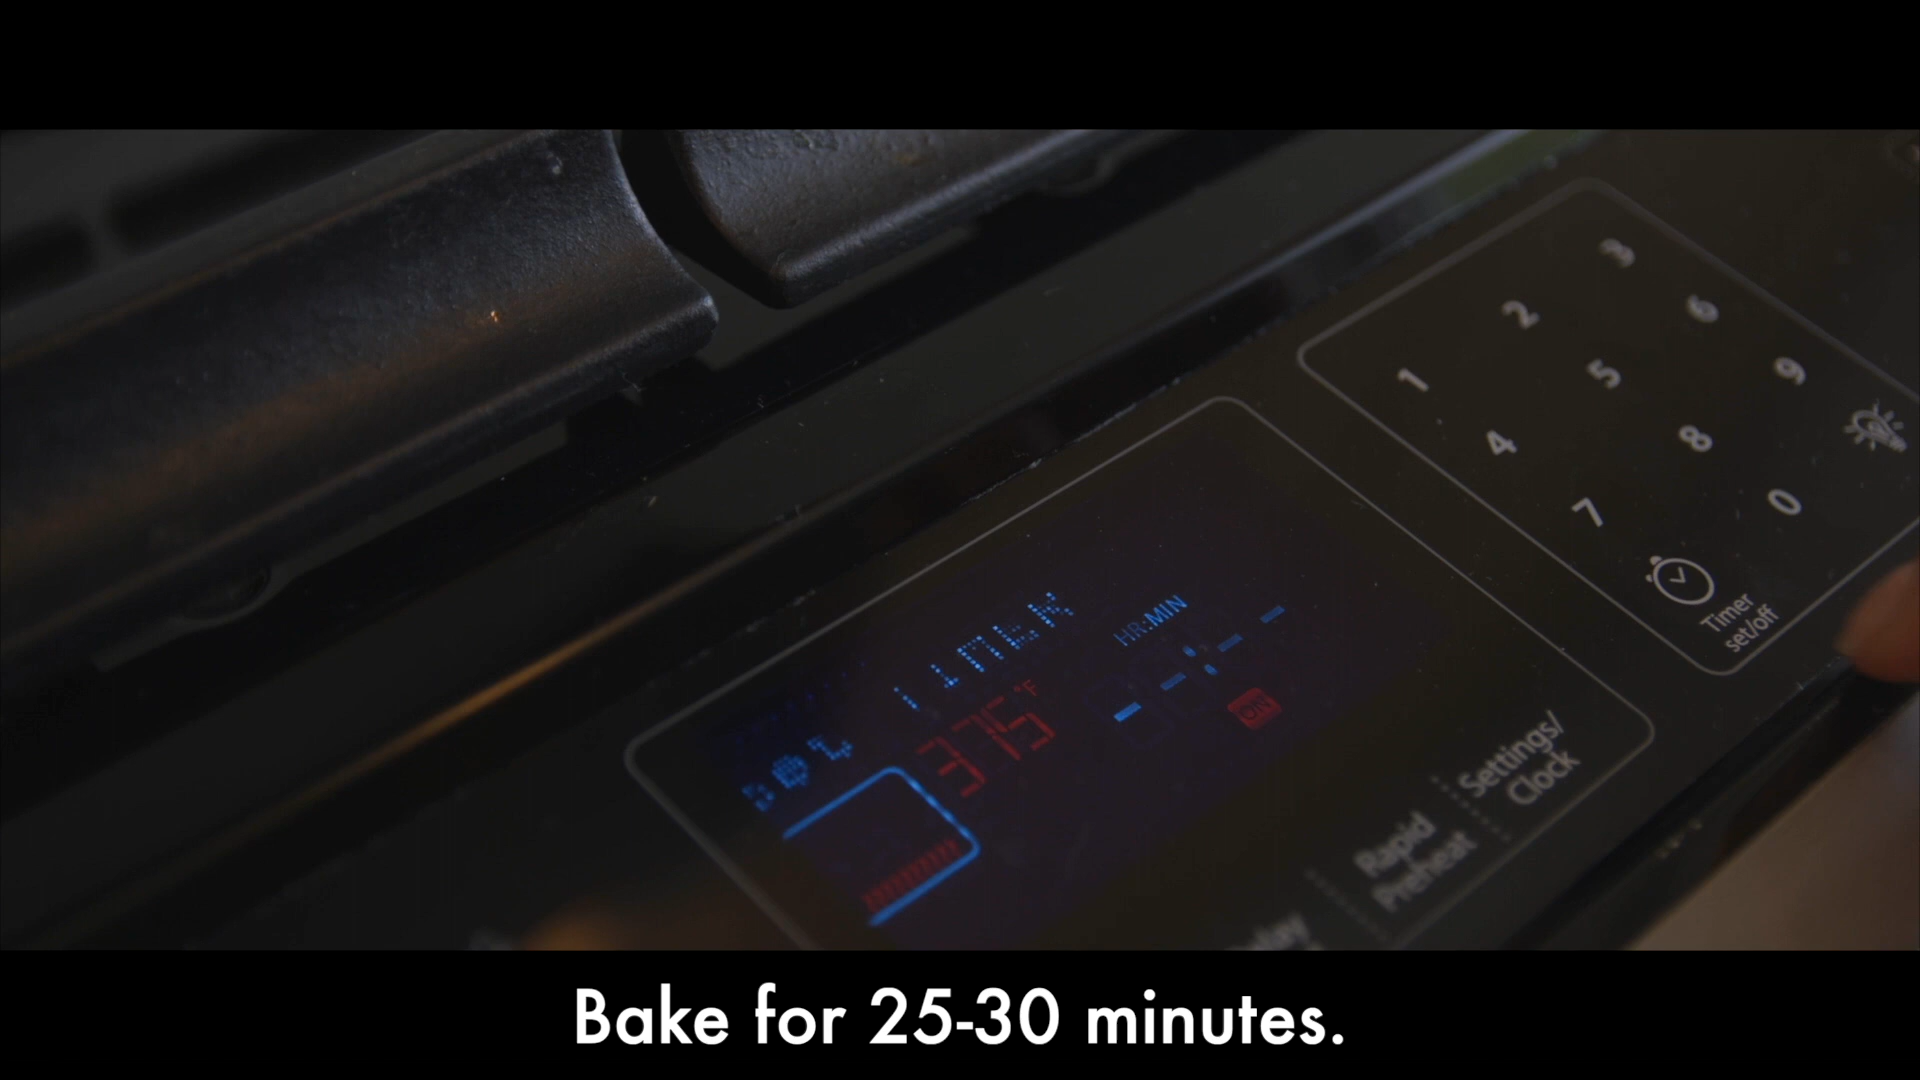 1 2 3
4 5 6
7 8 9
0
Timer
set/off
TIMER
HR:MIN
375°F
ON
Settings/
Clock
Rapid
Preheat
Bake for 25-30 minutes.